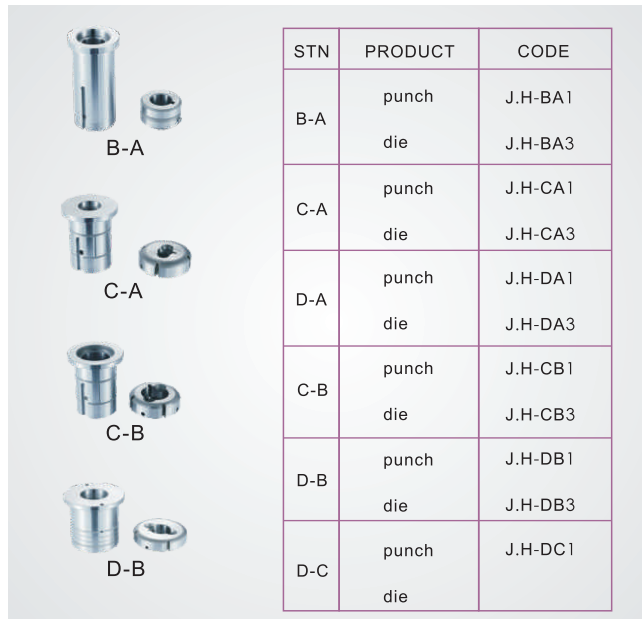 B-A
C-A
C-B
D-B
STN PRODUCT CODE
B-A
punch J.H-BA1
die J.H-BA3
C-A
punch J.H-CA1
die J.H-CA3
D-A
punch J.H-DA1
die J.H-DA3
C-B
punch J.H-CB1
die J.H-CB3
D-B
punch J.H-DB1
die J.H-DB3
D-C
punch J.H-DC1
die